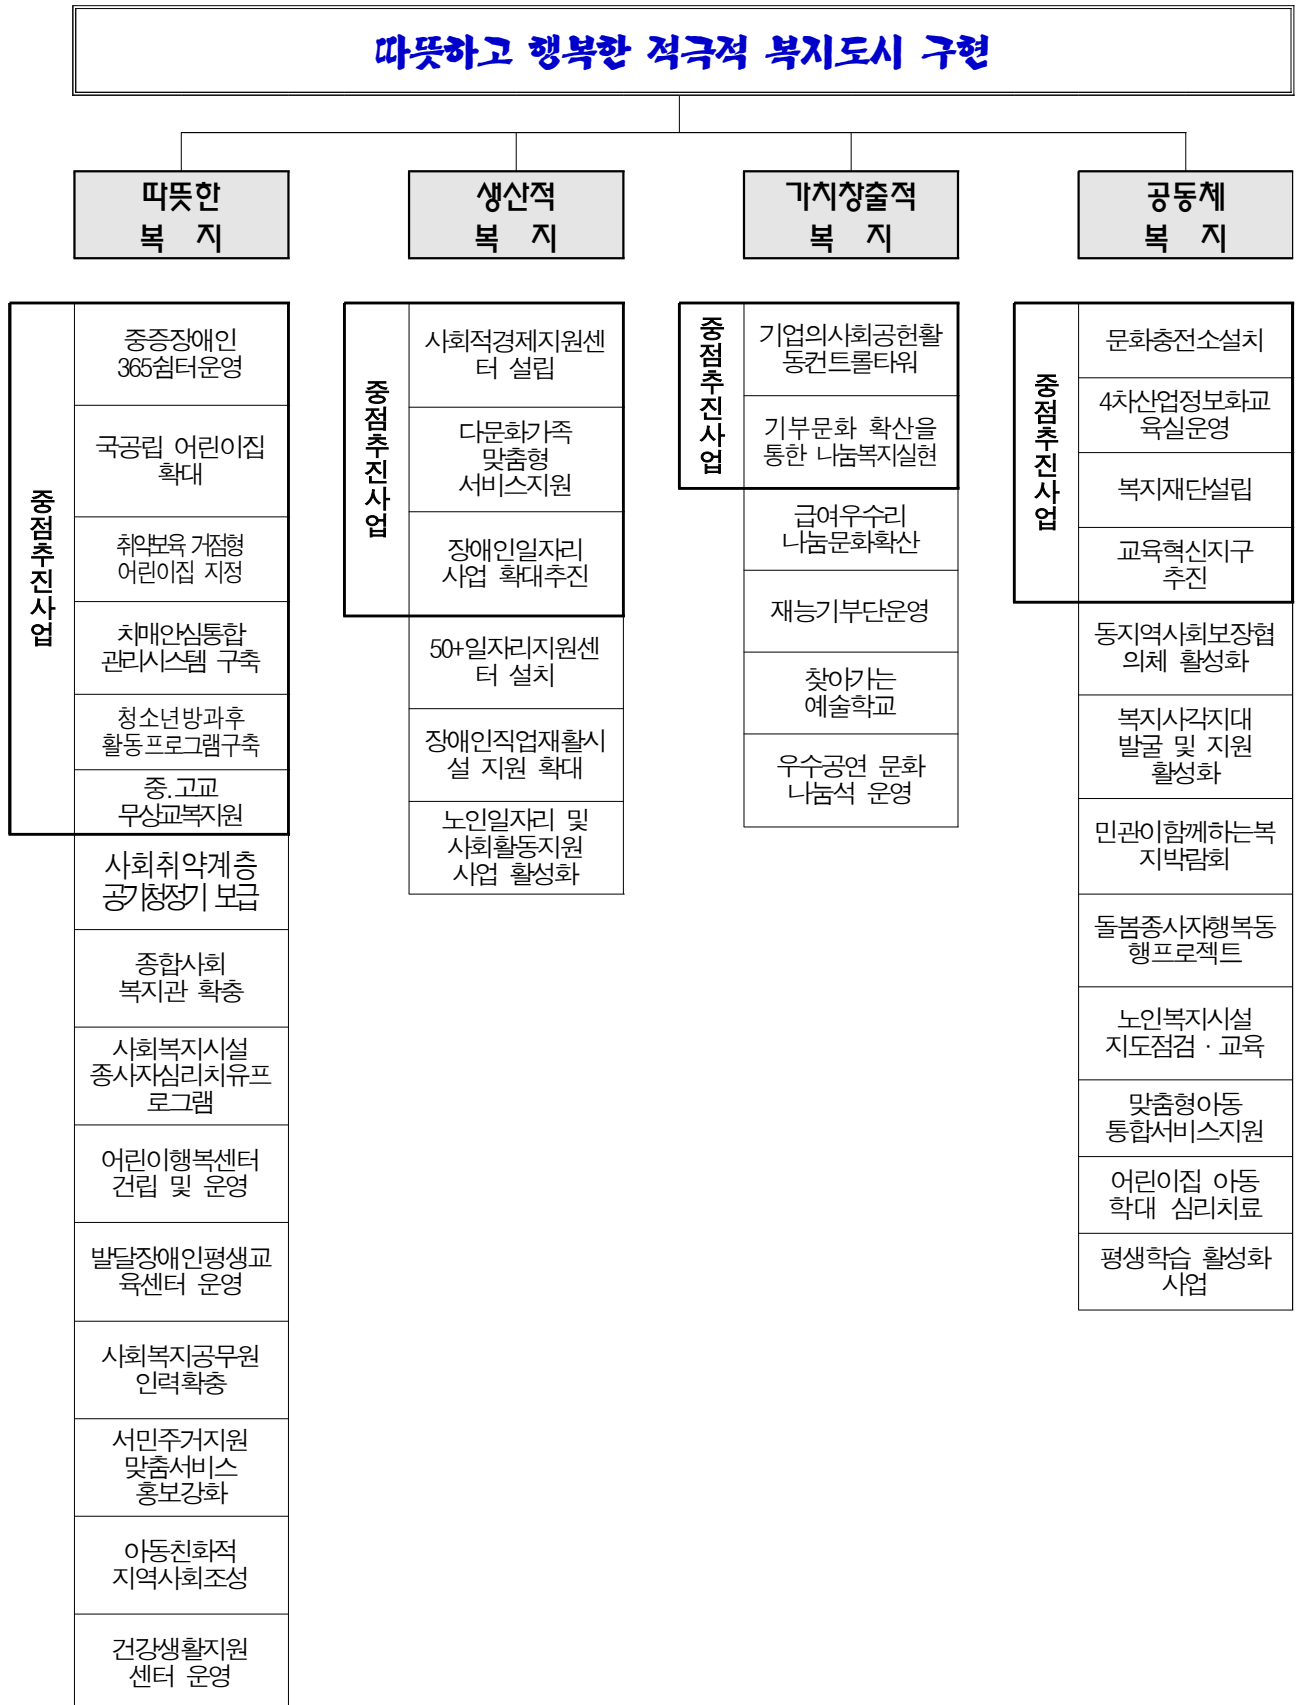 따뜻하고 행복한 적극적 복지도시 구현
따뜻한
복 지
중점추진사업
중증장애인
365쉼터운영
국공립 어린이집
확대
취약보육 거점형
어린이집 지정
치매안심통합
관리시스템 구축
청소년방과후
활동프로그램구축
중.고교
무상교복지원
사회취약계층
공기청정기 보급
종합사회
복지관 확충
사회복지시설
종사자심리치유프
로그램
어린이행복센터
건립 및 운영
발달장애인평생교
육센터 운영
사회복지공무원
인력확충
서민주거지원
맞춤서비스
홍보강화
아동친화적
지역사회조성
건강생활지원
센터 운영
생산적
복 지
중점추진사업
사회적경제지원센
터 설립
다문화가족
맞춤형
서비스지원
장애인일자리
사업 확대추진
50+일자리지원센
터 설치
장애인직업재활시
설 지원 확대
노인일자리 및
사회활동지원
사업 활성화
가치창출적
복 지
중점추진사업
기업의사회공헌활
동컨트롤타워
기부문화 확산을
통한 나눔복지실현
급여우수리
나눔문화확산
재능기부단운영
찾아가는
예술학교
우수공연 문화
나눔석 운영
공동체
복 지
중점추진사업
문화충전소설치
4차산업정보화교
육실운영
복지재단설립
교육혁신지구
추진
동지역사회보장협
의체 활성화
복지사각지대
발굴 및 지원
활성화
민관이함께하는복
지박람회
돌봄종사자행복동
행프로젝트
노인복지시설
지도점검 · 교육
맞춤형아동
통합서비스지원
어린이집 아동
학대 심리치료
평생학습 활성화
사업